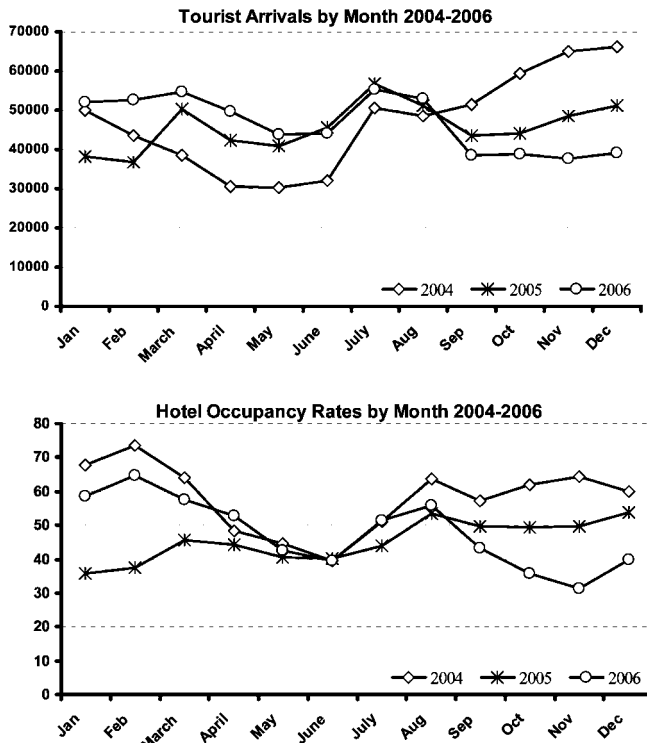 Tourist Arrivals by Month 2004-2006
70000
60000
50000
40000
30000
20000
10000
0
2004 2005 2006
Jan Feb March April May June July Aug Sep Oct Nov Dec
Hotel Occupancy Rates by Month 2004-2006
80
70
60
50
40
30
20
10
0
2004 2005 2006
Jan Feb March April May June July Aug Sep Oct Nov Dec